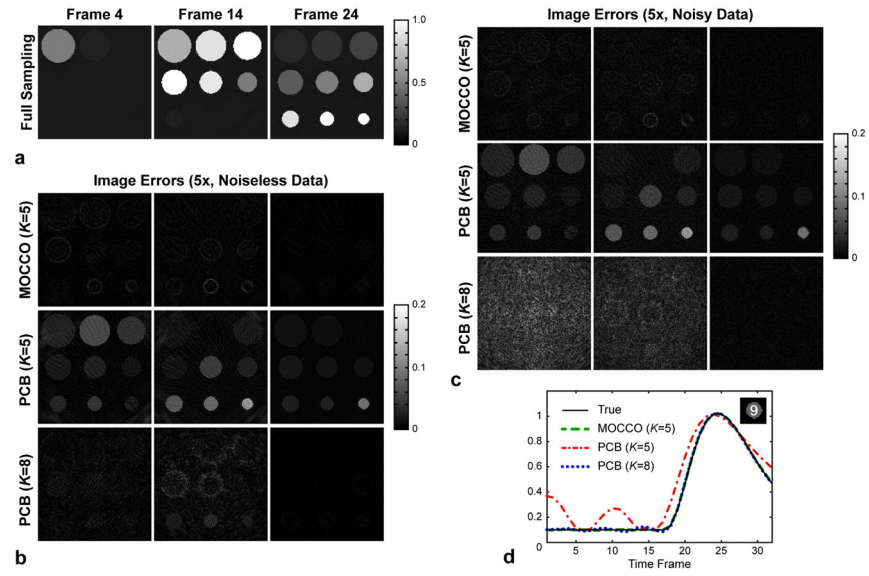 Frame 4 Frame 14 Frame 24
Full Sampling
1.0
0.5
0
a
Image Errors (5x, Noiseless Data)
MOCCO (K=5)
PCB (K=5)
PCB (K=8)
0.2
0.1
0
b
Image Errors (5x, Noisy Data)
MOCCO (K=5)
PCB (K=5)
PCB (K=8)
0.2
0.1
0
c
1
0.8
0.6
0.4
0.2
0
True
MOCCO (K=5)
PCB (K=5)
PCB (K=8)
9
5 10 15 20 25 30
Time Frame
d